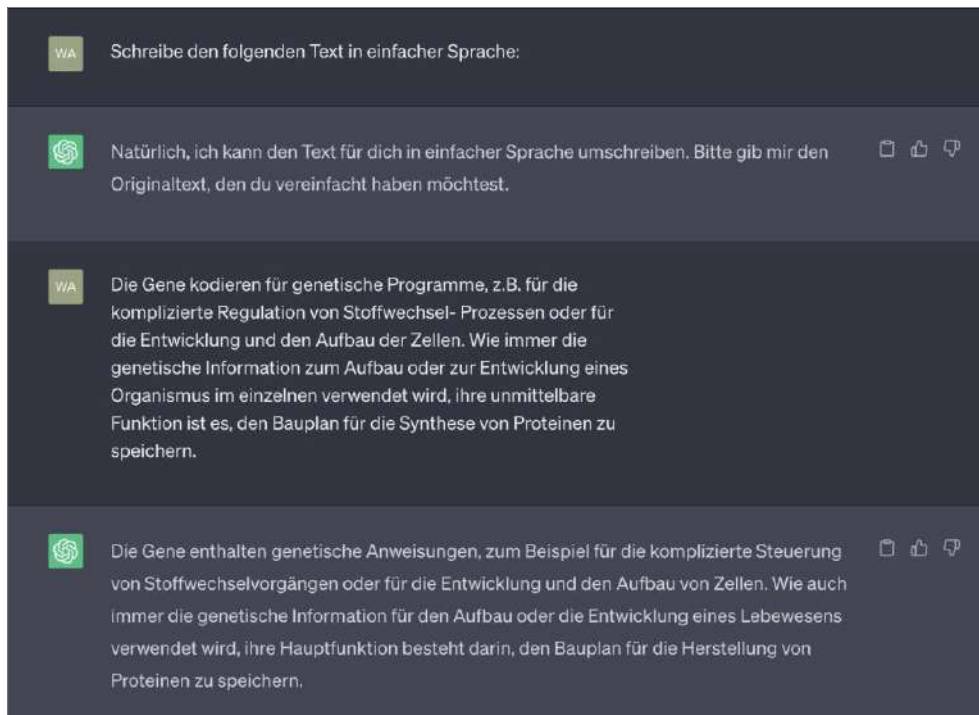 WA Schreibe den folgenden Text in einfacher Sprache:
Natürlich, ich kann den Text für dich in einfacher Sprache umschreiben. Bitte gib mir den
Originaltext, den du vereinfacht haben möchtest.
WA Die Gene kodieren für genetische Programme, z.B. für die
komplizierte Regulation von Stoffwechsel- Prozessen oder für
die Entwicklung und den Aufbau der Zellen. Wie immer die
genetische Information zum Aufbau oder zur Entwicklung eines
Organismus im einzelnen verwendet wird, ihre unmittelbare
Funktion ist es, den Bauplan für die Synthese von Proteinen zu
speichern.
Die Gene enthalten genetische Anweisungen, zum Beispiel für die komplizierte Steuerung
von Stoffwechselvorgängen oder für die Entwicklung und den Aufbau von Zellen. Wie auch
immer die genetische Information für den Aufbau oder die Entwicklung eines Lebewesens
verwendet wird, ihre Hauptfunktion besteht darin, den Bauplan für die Herstellung von
Proteinen zu speichern.